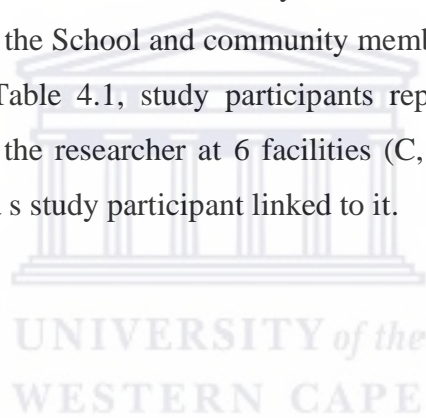 the School and community memb
Table 4.1, study participants rep
the researcher at 6 facilities (C,
s study participant linked to it.
UNIVERSITY of the
WESTERN CAPE